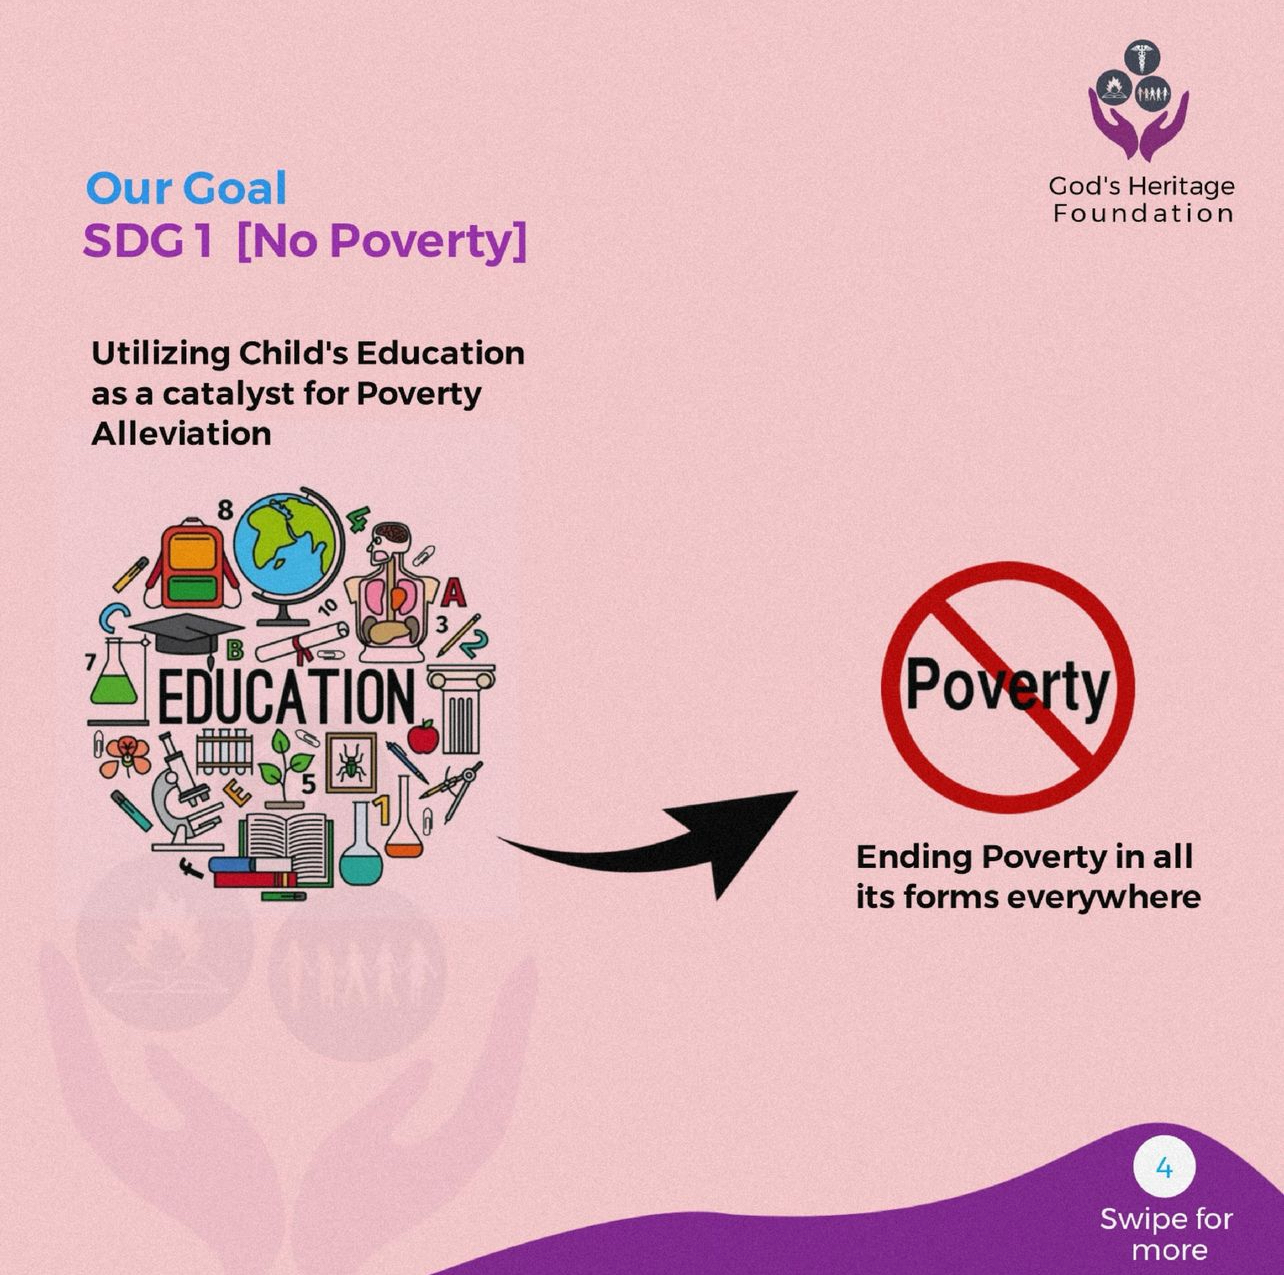 God's Heritage
Foundation
Our Goal
SDG 1 [No Poverty]
Utilizing Child's Education
as a catalyst for Poverty
Alleviation
8
4
10
A
C
3
2
B
7
EDUCATION
5
E
1
f
Poverty
Ending Poverty in all
its forms everywhere
4
Swipe for
more